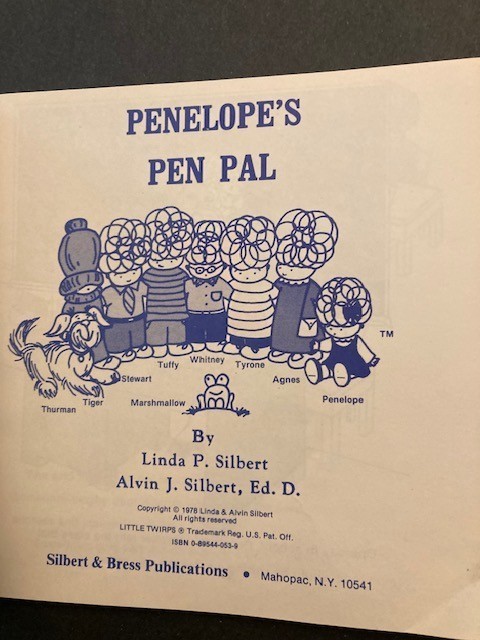 PENELOPE'S
PEN PAL
TM
Thurman
Tiger
Stewart
Tuffy
Whitney
Tyrone
Marshmallow
Agnes
Penelope
By
Linda P. Silbert
Alvin J. Silbert, Ed. D.
Copyright © 1978 Linda & Alvin Silbert
All rights reserved
LITTLE TWIRPS ® Trademark Reg. U.S. Pat. Off.
ISBN 0-89544-053-9
Silbert & Bress Publications • Mahopac, N.Y. 10541